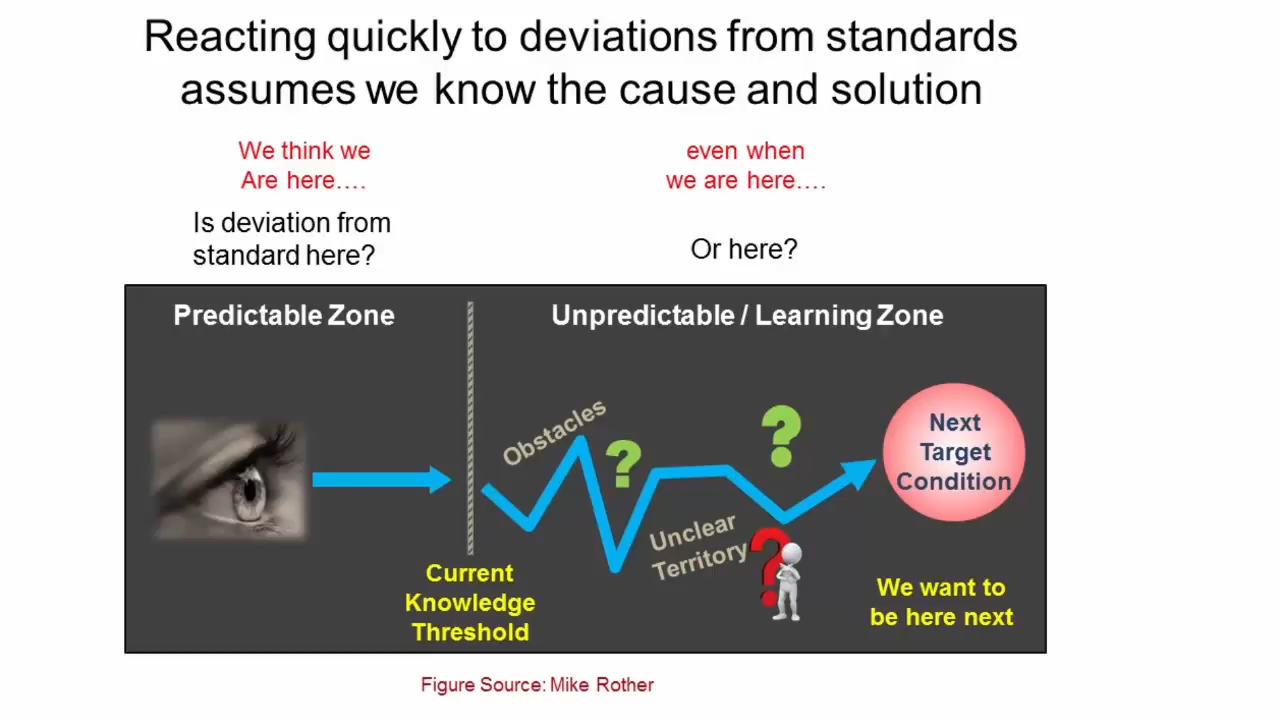 Reacting quickly to deviations from standards
assumes we know the cause and solution
We think we
Are here….
even when
we are here….
Is deviation from
standard here?
Or here?
Predictable Zone
Unpredictable / Learning Zone
Obstacles
?
?
Next
Target
Condition
Unclear
Territory
?
Current
Knowledge
Threshold
We want to
be here next
Figure Source: Mike Rother